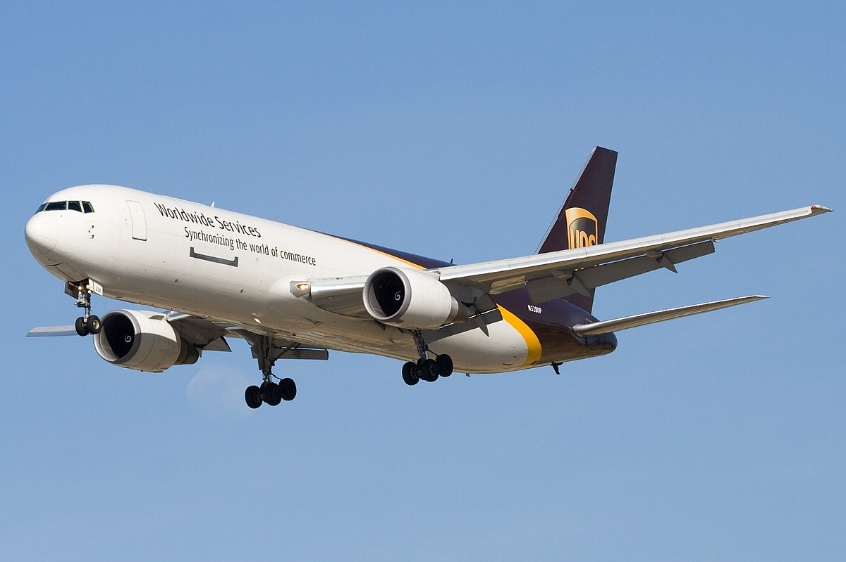 Worldwide Services
Synchronizing the world of commerce
UPS